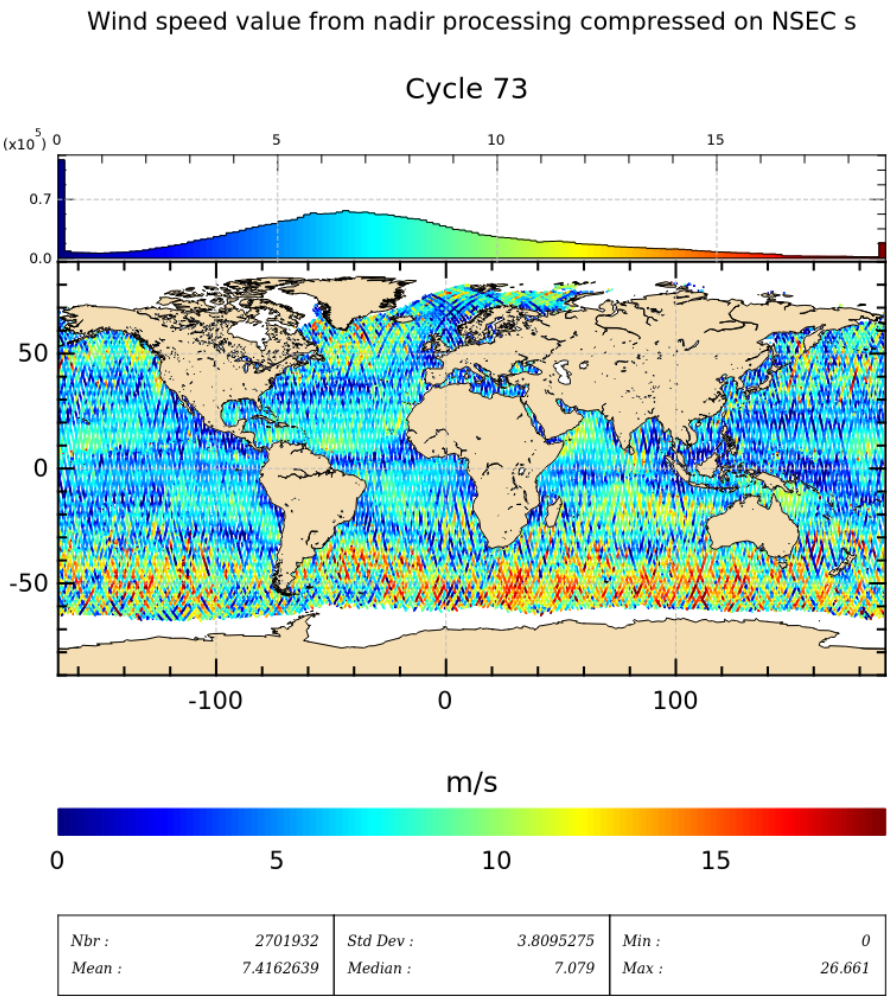 Wind speed value from nadir processing compressed on NSEC s
Cycle 73
(x10^5) 0 5 10 15
0.7
0.0
50
0
-50
-100 0 100
m/s
0 5 10 15
Nbr : 2701932 Std Dev : 3.8095275 Min : 0
Mean : 7.4162639 Median : 7.079 Max : 26.661